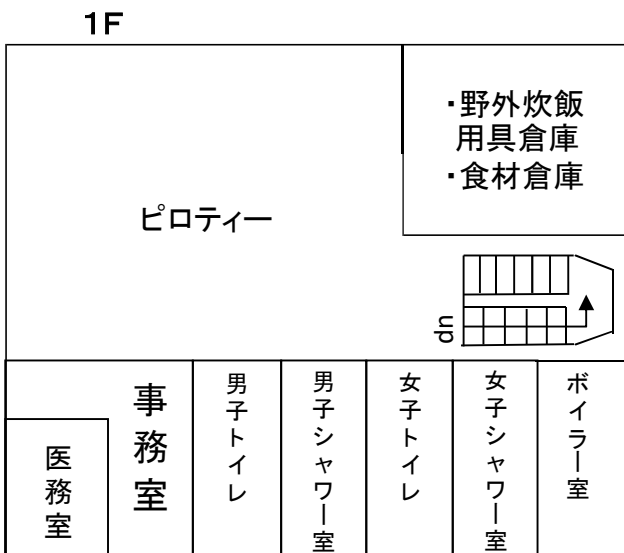 1F
・野外炊飯
用具倉庫
・食材倉庫
ピロティー
up
事務室
医務室
男子トイレ
男子シャワー室
女子トイレ
女子シャワー室
ボイラー室